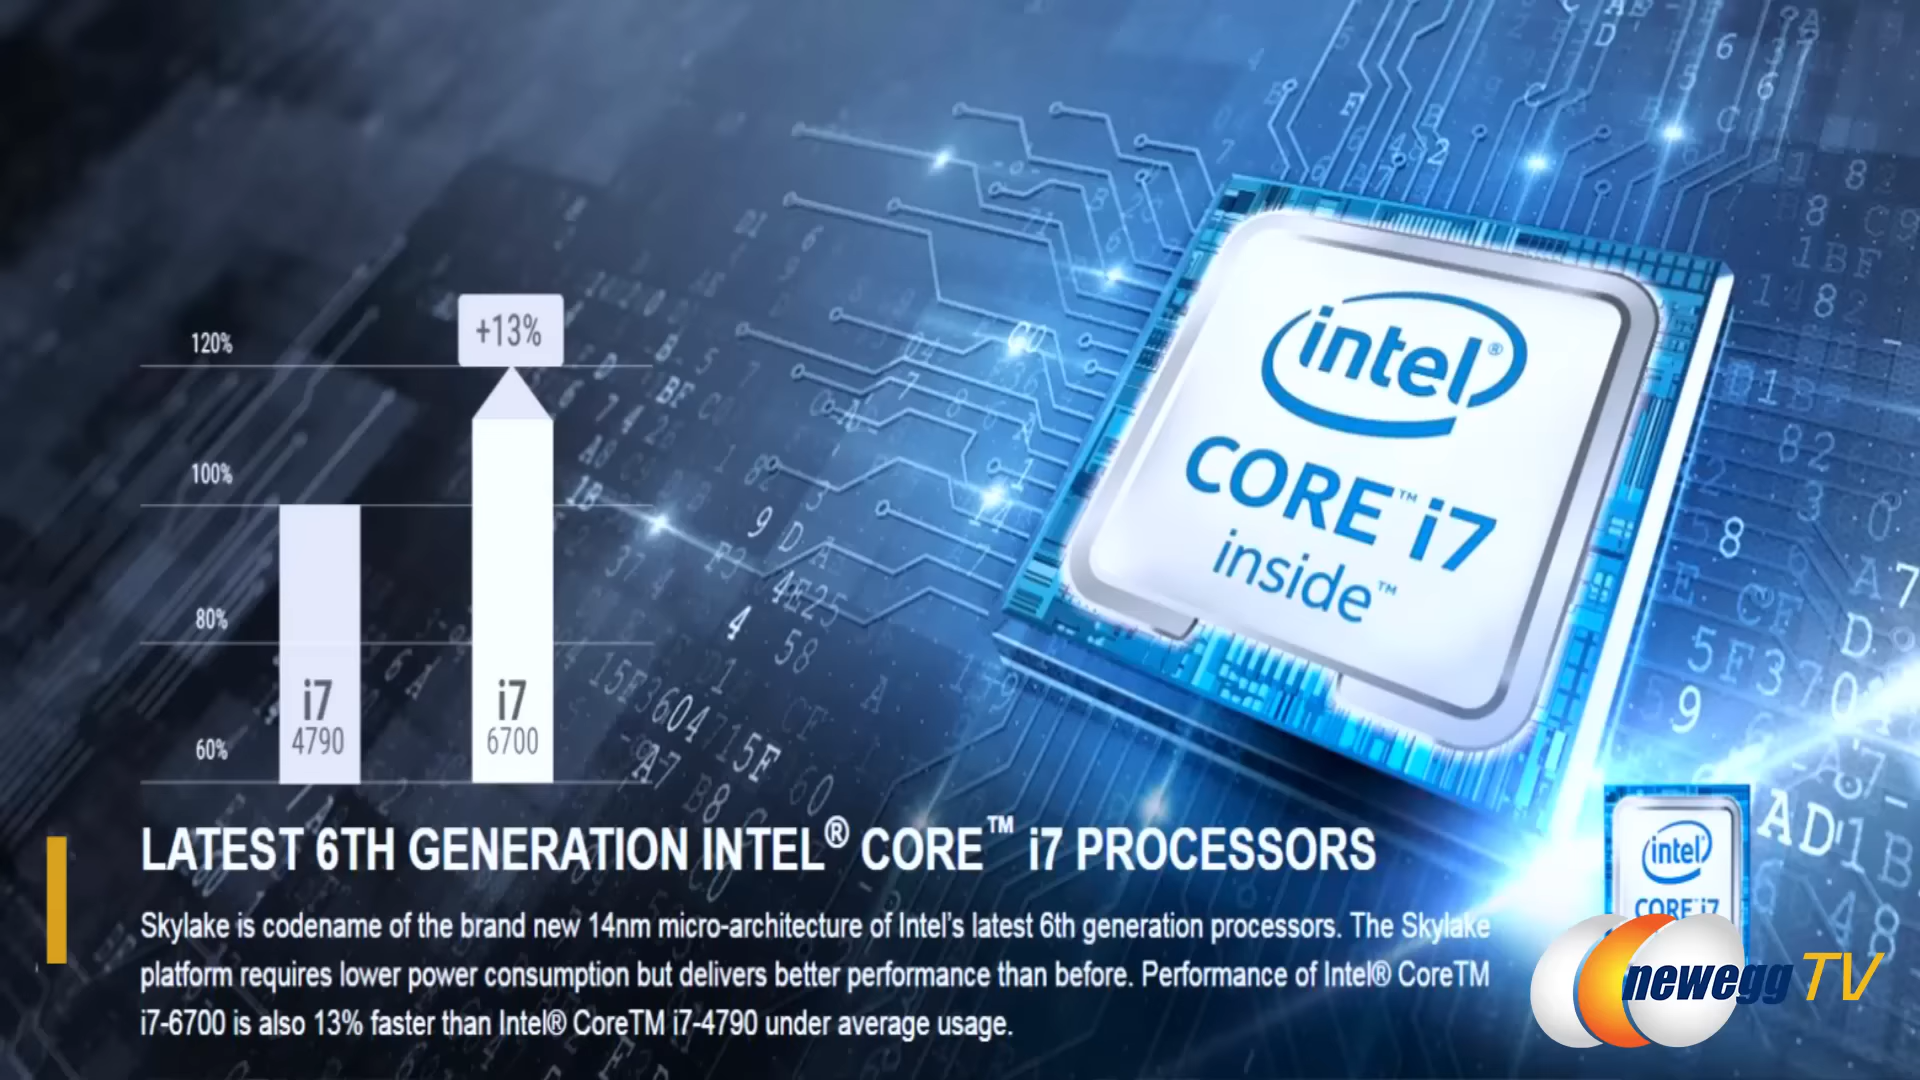 120%
+13%
100%
80%
60%
i7
4790
i7
6700
intel®
CORE™ i7
inside™
LATEST 6TH GENERATION INTEL® CORE™ i7 PROCESSORS
Skylake is codename of the brand new 14nm micro-architecture of Intel's latest 6th generation processors. The Skylake
platform requires lower power consumption but delivers better performance than before. Performance of Intel® CoreTM
i7-6700 is also 13% faster than Intel® CoreTM i7-4790 under average usage.
intel
CORE i7
newegg TV